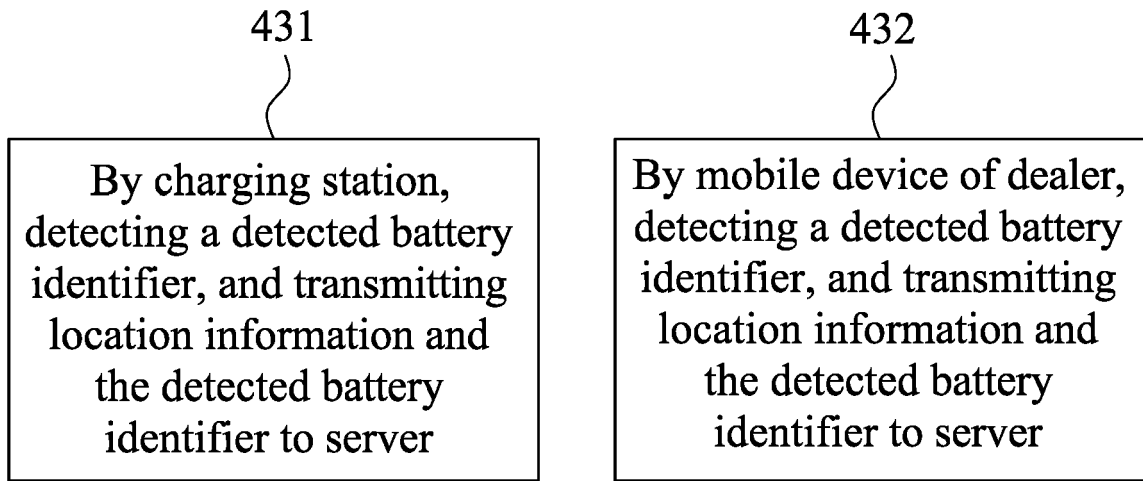 431
By charging station,
detecting a detected battery
identifier, and transmitting
location information and
the detected battery
identifier to server
432
By mobile device of dealer,
detecting a detected battery
identifier, and transmitting
location information and
the detected battery
identifier to server